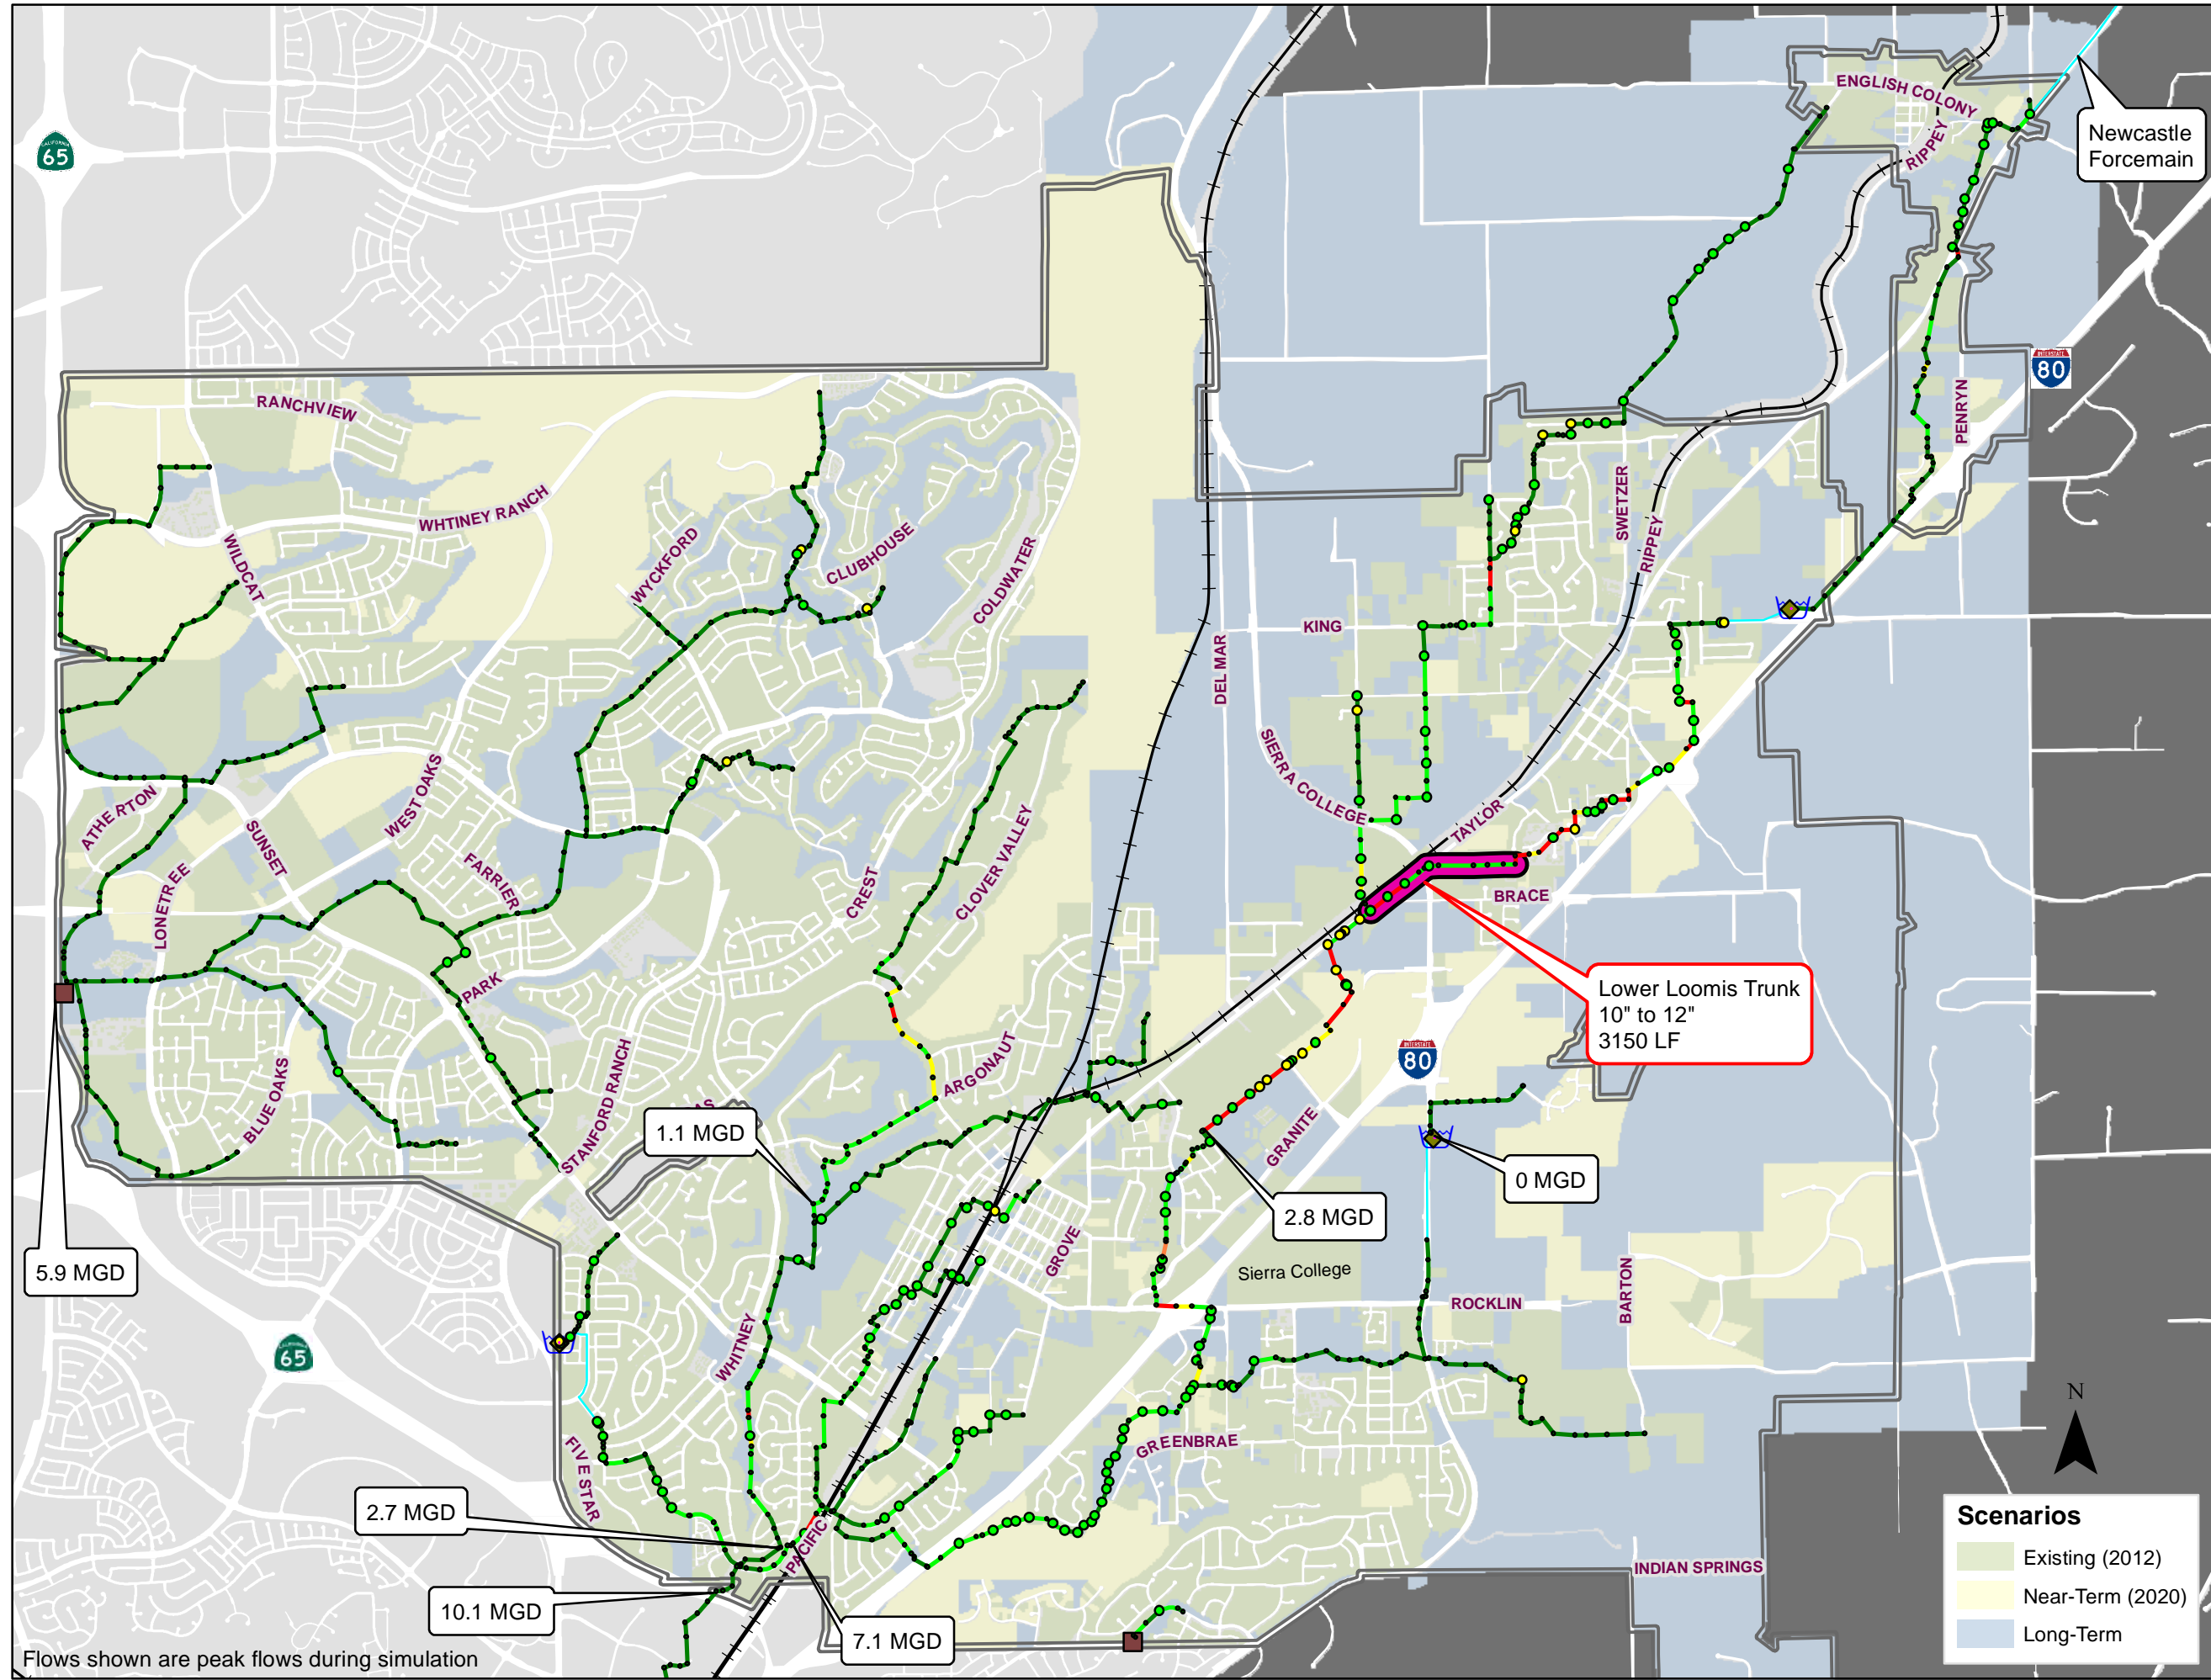 ENGLISH COLONY
CALIFORNIA
65
Newcastle
Forcemain
RIPPEY
INTERSTATE
80
RANCHVIEW
PENRYN
WHTINEY RANCH
SWETZER
WILDCAT
WYCKFORD
CLUBHOUSE
COLDWATER
RIPPEY
KING
DEL MAR
SIERRA COLLEGE
WEST OAKS
ATHERTON
SUNSET
TAYLOR
CLOVER VALLEY
FARRIER
CREST
LONETREE
BRACE
PARK
Lower Loomis Trunk
10" to 12"
3150 LF
STANFORD RANCH
ARGONAUT
INTERSTATE
80
BLUE OAKS
1.1 MGD
GRANITE
0 MGD
2.8 MGD
5.9 MGD
GROVE
Sierra College
BARTON
ROCKLIN
CALIFORNIA
65
WHITNEY
N
GREENBRAE
FIVE STAR
2.7 MGD
PACIFIC
INDIAN SPRINGS
10.1 MGD
7.1 MGD
Scenarios
Existing (2012)
Near-Term (2020)
Long-Term
Flows shown are peak flows during simulation